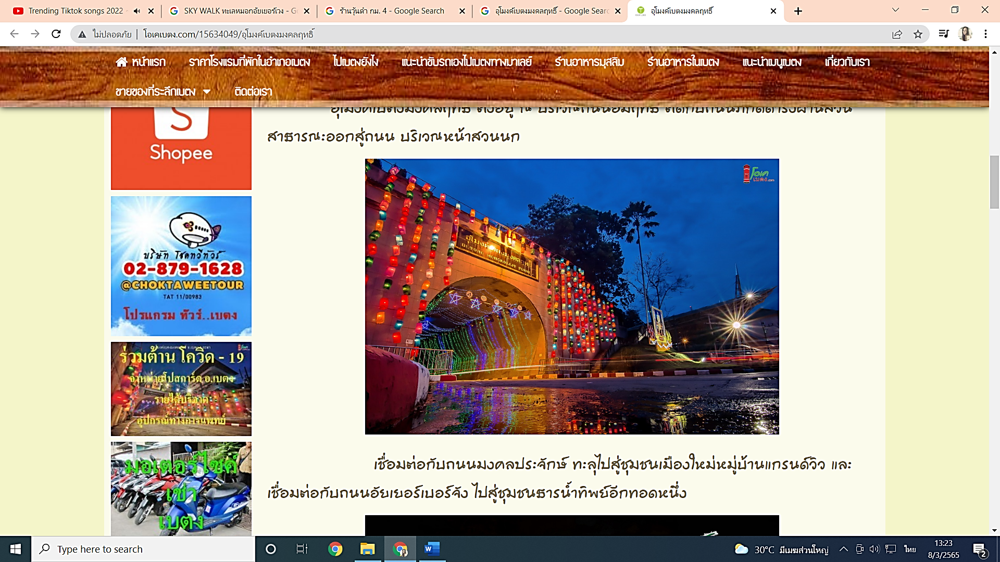 Trending Tiktok songs 2022 -
SKY WALK ทะเลหมอกอัยเยอร์เวง - Go
ร้านวุ้นดำ กม. 4 - Google Search
อุโมงค์เบตงมงคลฤทธิ์ - Google Searc
อุโมงค์เบตงมงคลฤทธิ์
ไม่ปลอดภัย | โอเคเบตง.com/15634049/อุโมงค์เบตงมงคลฤทธิ์
หน้าแรก ราคาโรงแรมที่พักในอำเภอเบตง ไปเบตงยังไง แนะนำขับรถเองไปเบตงทางมาเลย์ ร้านอาหารมุสลิม ร้านอาหารในเบตง แนะนำเมนูเบตง เกี่ยวกับเรา
ขายของที่ระลึกเบตง ติดต่อเรา
สาธารณะออกสู่ถนน บริเวณหน้าสวนนก
Shopee
บริษัท โชคทวีทัวร์
02-879-1628
@CHOKTAWEETOUR
TAT 11/00983
โปรแกรม ทัวร์..เบตง
ร่วมต้าน โควิด - 19
จำหน่ายโปสการ์ด อ.เบตง
รายได้บริจาค
อุปกรณ์ทางการแพทย์
มอเตอร์ไซค์
เช่า
เบตง
โอเค
เบตง.com
อุโมงค์เบตงมงคลฤทธิ์
BETONG MONGKOLLIT TUNNEL
เชื่อมต่อกับถนนมงคลประจักษ์ ทะลุไปสู่ชุมชนเมืองใหม่หมู่บ้านแกรนด์วิว และ
เชื่อมต่อกับถนนอัยเยอร์เบอร์จัง ไปสู่ชุมชนธารน้ำทิพย์อีกทอดหนึ่ง
Type here to search
30°C มีเมฆส่วนใหญ่
ไทย
13:23
8/3/2565
2